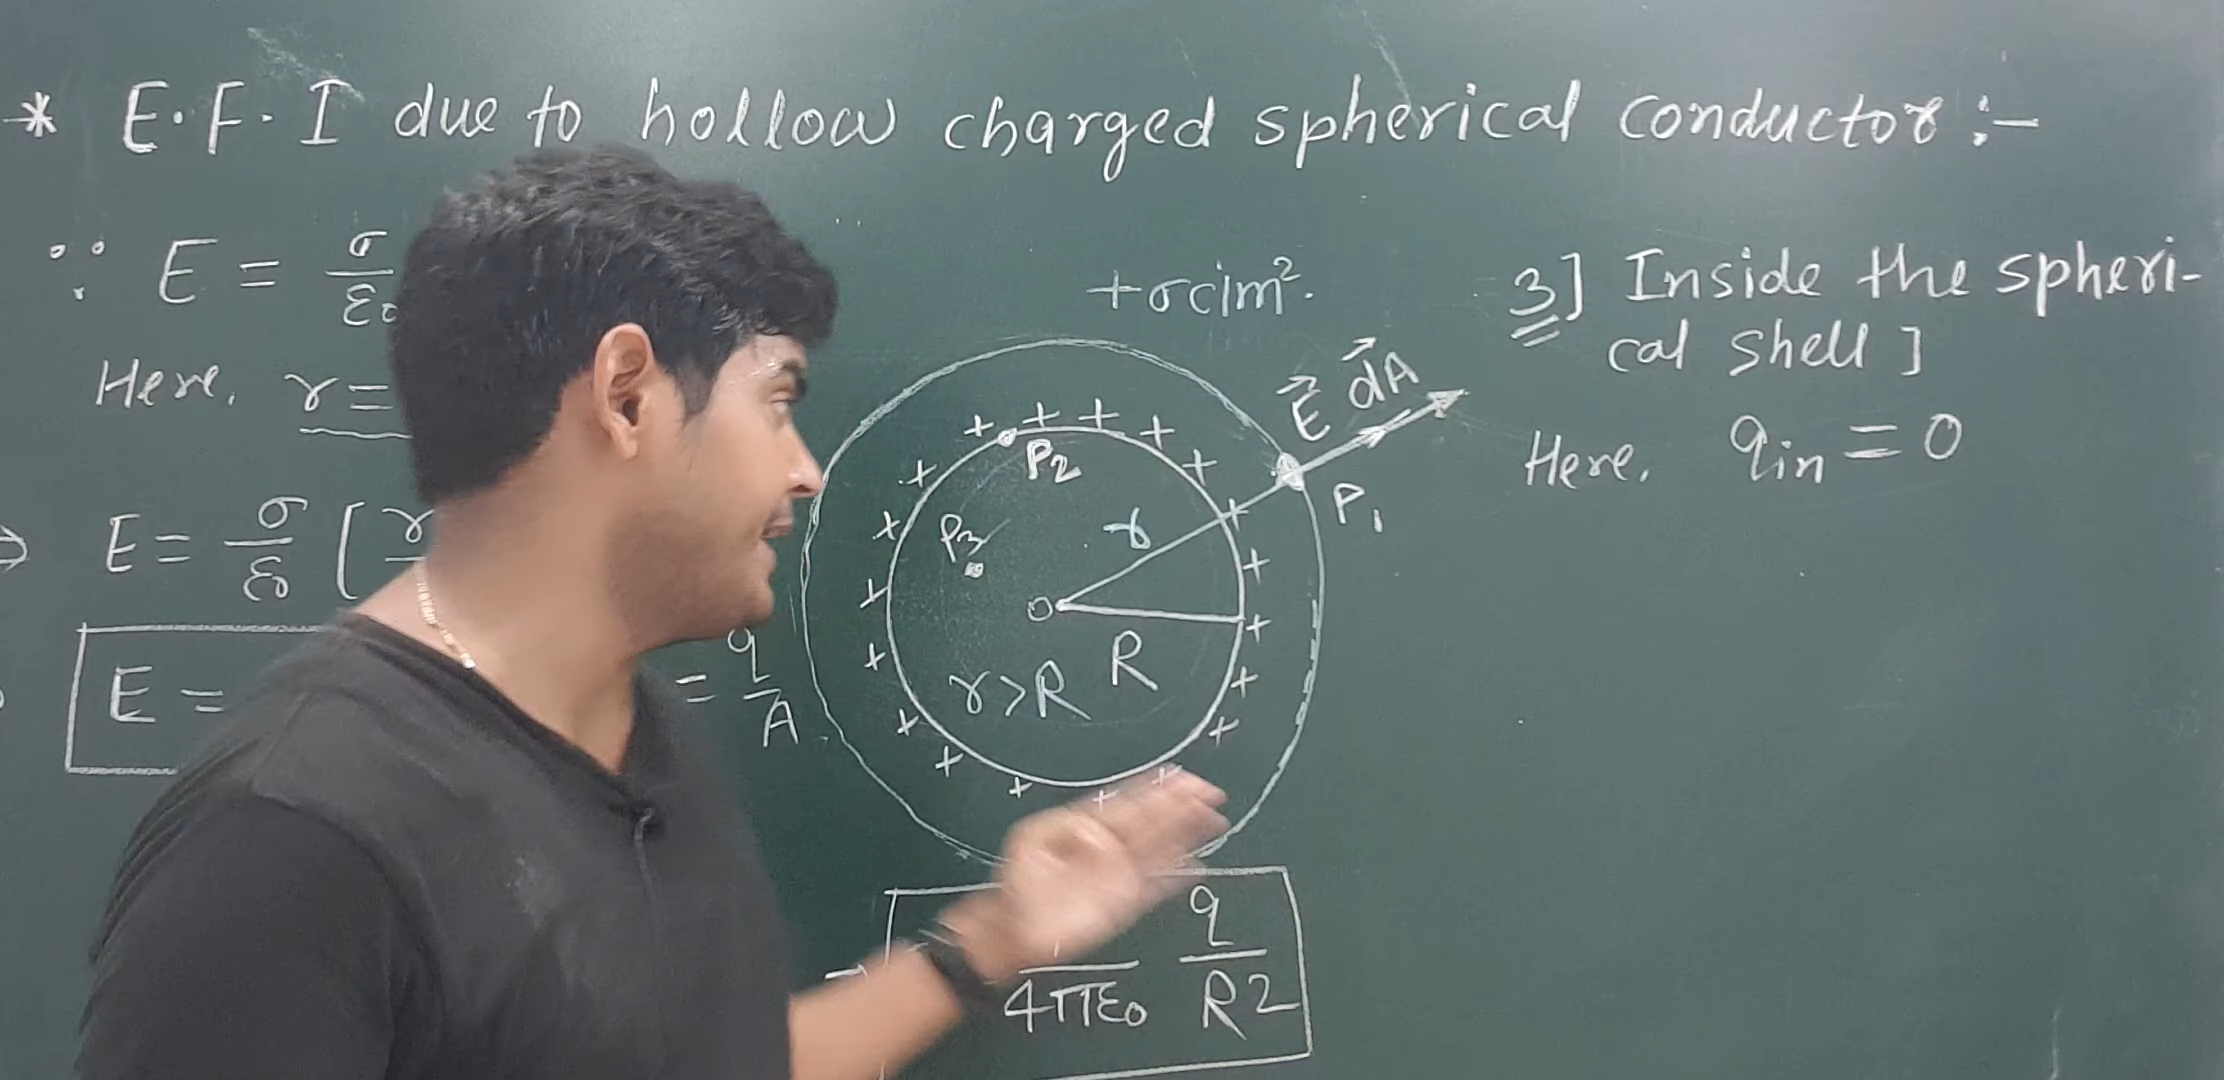 * E.F.I due to hollow charged spherical conductor :-
∵ E = σ/ε₀
Here, r =
⇒ E = σ/ε₀ [r
E =
= q/A
+σc/m².
E⃗ dA⃗
P₁
P₂
P₃
r
O
R
r>R
4πε₀ q/R2
3] Inside the spheri-
cal shell ]
Here, qin = 0